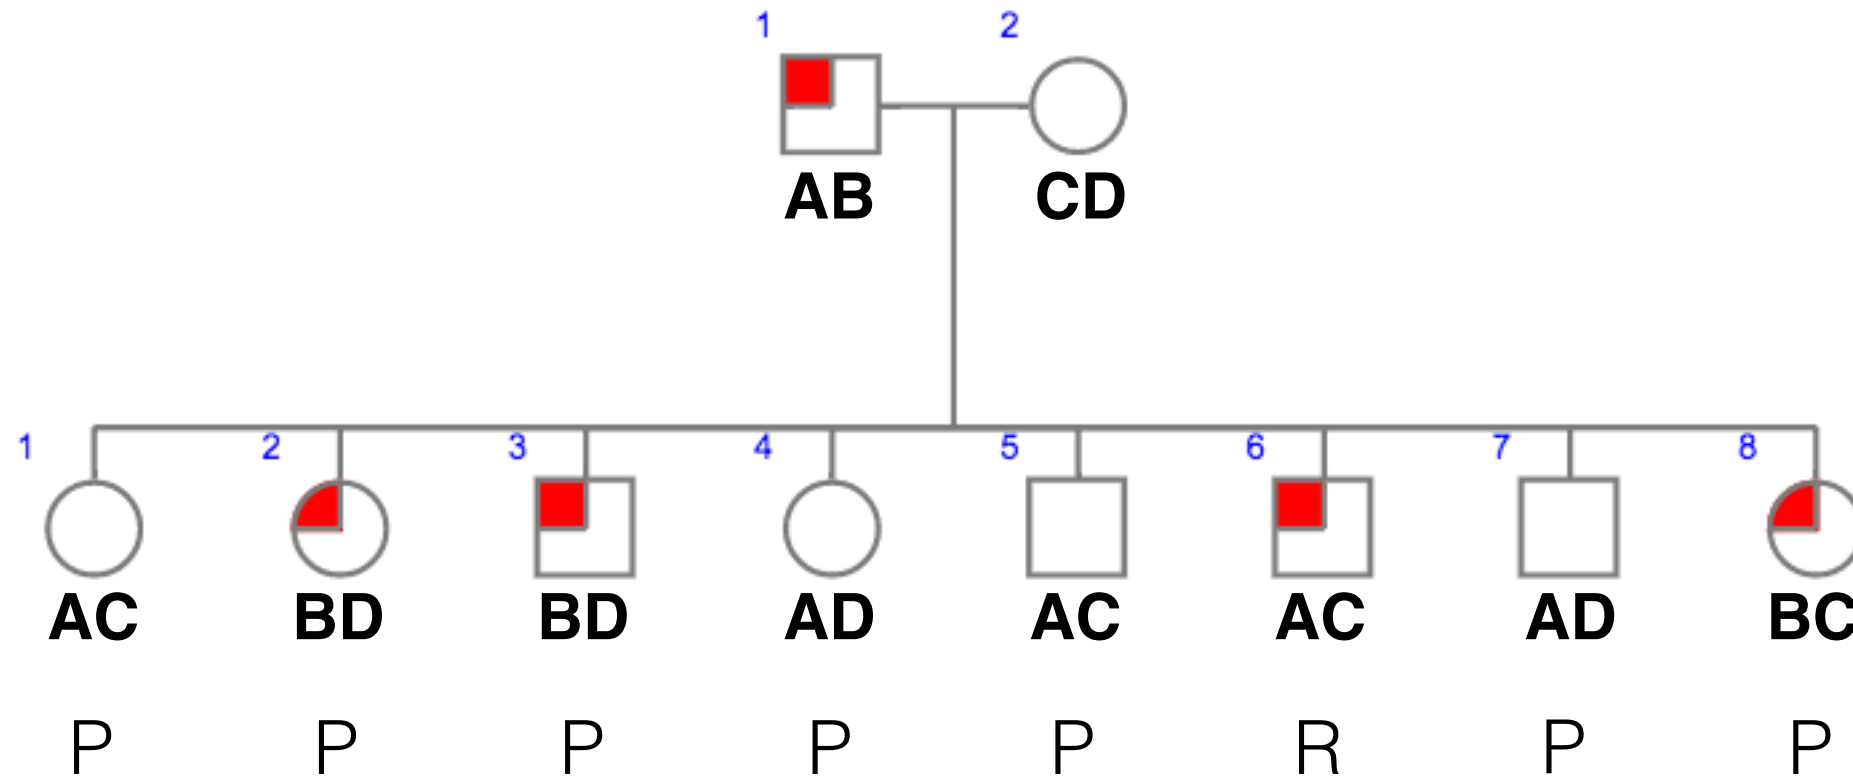 1 2
AB CD
1 2 3 4 5 6 7 8
AC BD BD AD AC AC AD BC
P P P P P R P P